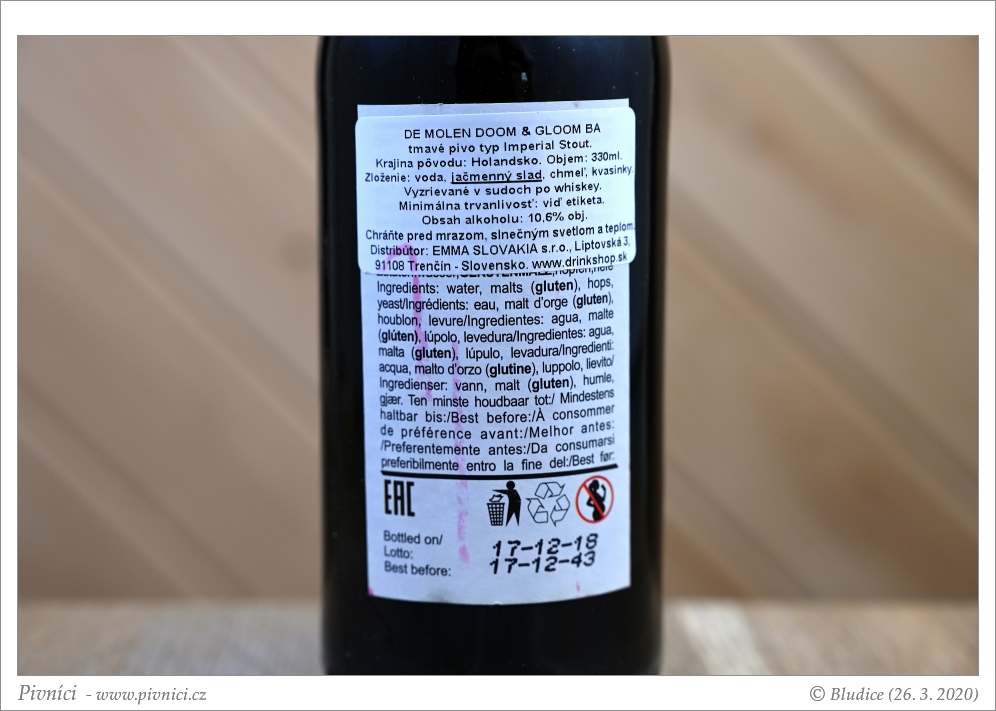 DE MOLEN DOOM & GLOOM BA
tmavé pivo typ Imperial Stout.
Krajina pôvodu: Holandsko. Objem: 330ml.
Zloženie: voda, jačmenný slad, chmeľ, kvasinky.
Vyzrievané v sudoch po whiskey.
Minimálna trvanlivosť: viď etiketa.
Obsah alkoholu: 10.6% obj.
Chráňte pred mrazom, slnečným svetlom a teplom.
Distribútor: EMMA SLOVAKIA s.r.o., Liptovská 3,
91108 Trenčín - Slovensko. www.drinkshop.sk
Ingredients: water, malts (gluten), hops,
yeast/Ingrédients: eau, malt d'orge (gluten),
houblon, levure/Ingredientes: agua, malte
(glúten), lúpolo, levedura/Ingredientes: agua,
malta (gluten), lúpulo, levadura/Ingredienti:
acqua, malto d'orzo (glutine), luppolo, lievito/
Ingredienser: vann, malt (gluten), humle,
gjær. Ten minste houdbaar tot:/ Mindestens
haltbar bis:/Best before:/À consommer
de préférence avant:/Melhor antes:
/Preferentemente antes:/Da consumarsi
preferibilmente entro la fine del:/Best før:
EAC
Bottled on/
Lotto:
Best before:
17-12-18
17-12-43
Pivníci - www.pivnici.cz
© Bludice (26. 3. 2020)